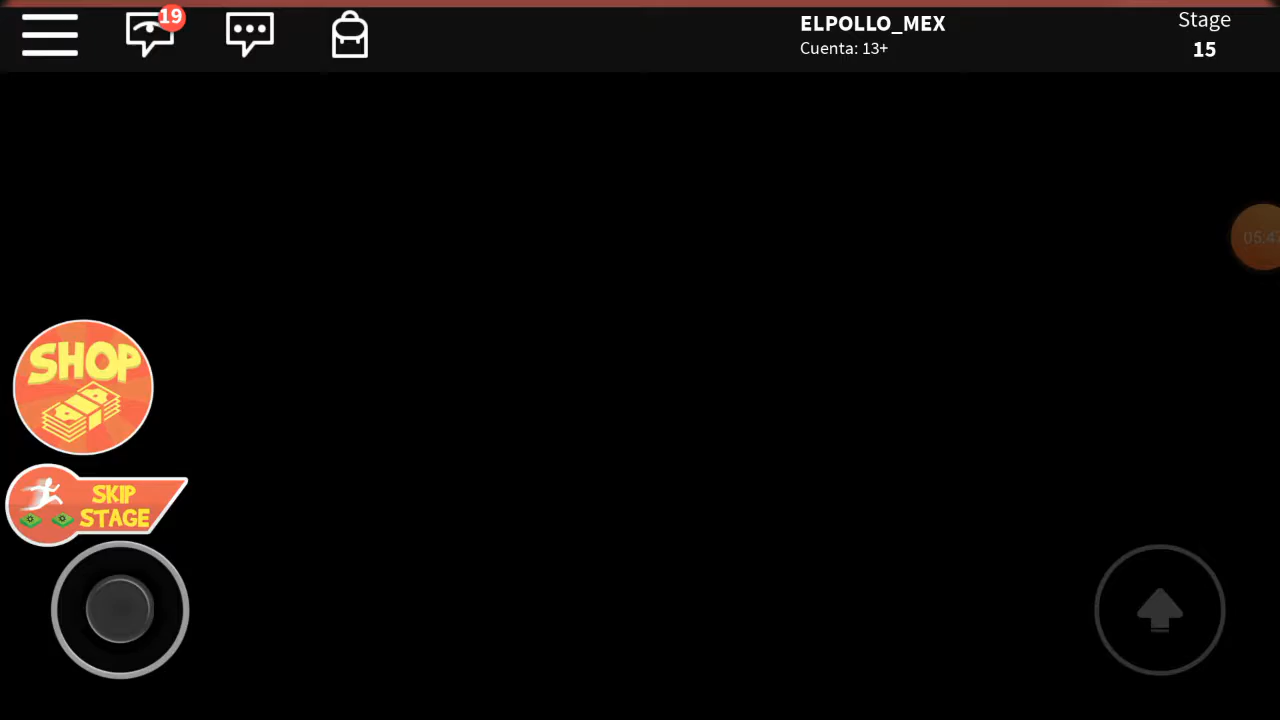 19
ELPOLLO_MEX
Cuenta: 13+
Stage
15
SHOP
SKIP
STAGE